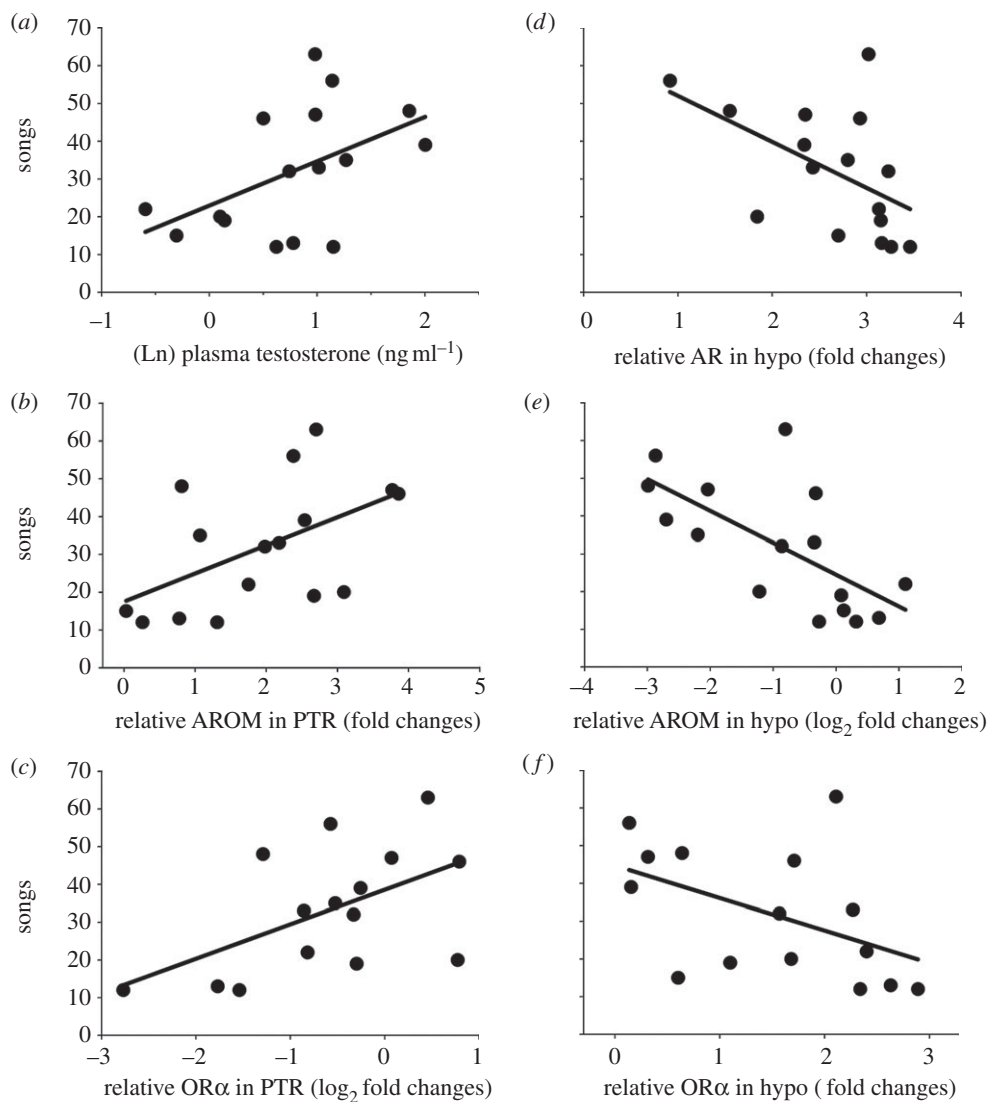 (a)
songs
70
60
50
40
30
20
10
0
–1 0 1 2
(Ln) plasma testosterone (ng ml–1)
(d)
0 1 2 3 4
relative AR in hypo (fold changes)
(b)
songs
70
60
50
40
30
20
10
0
0 1 2 3 4 5
relative AROM in PTR (fold changes)
(e)
–4 –3 –2 –1 0 1 2
relative AROM in hypo (log2 fold changes)
(c)
songs
70
60
50
40
30
20
10
0
–3 –2 –1 0 1
relative ORα in PTR (log2 fold changes)
(f)
0 1 2 3
relative ORα in hypo ( fold changes)